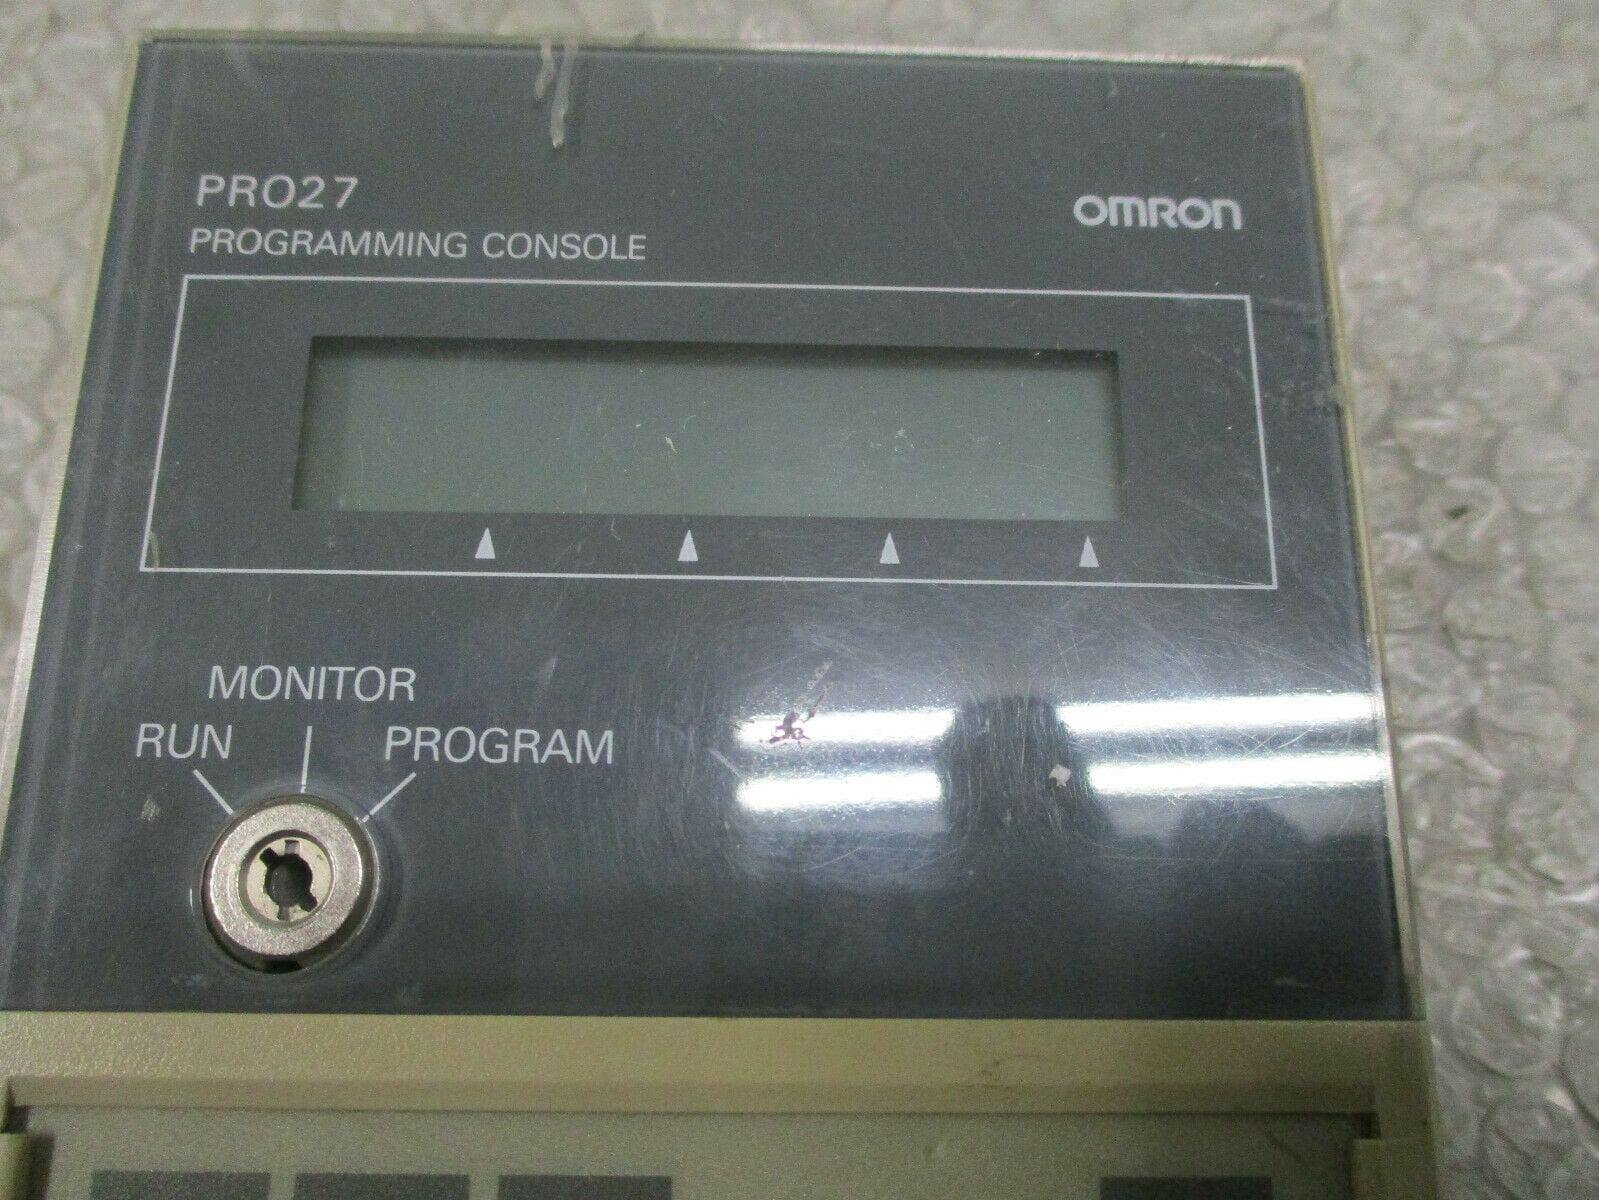 PRO27
OMRON
PROGRAMMING CONSOLE
MONITOR
RUN
PROGRAM